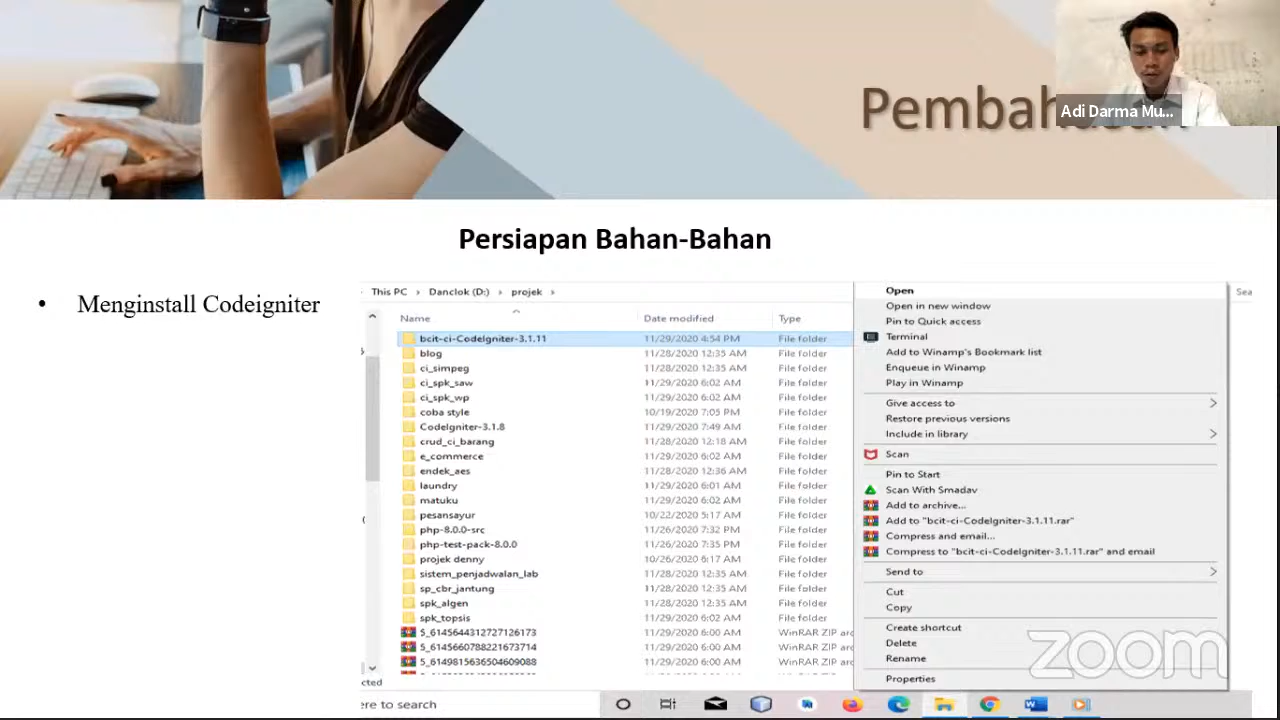 Pembahasan
Adi Darma Mu...
Persiapan Bahan-Bahan
• Menginstall Codeigniter
This PC > Danclok (D:) > projek >
Sea
Name Date modified Type
bcit-ci-CodeIgniter-3.1.11 11/29/2020 4:54 PM File folder
blog 11/28/2020 12:35 AM File folder
ci_simpeg 11/28/2020 12:35 AM File folder
ci_spk_saw 11/29/2020 6:02 AM File folder
ci_spk_wp 11/29/2020 6:02 AM File folder
coba style 10/19/2020 7:05 PM File folder
CodeIgniter-3.1.8 11/29/2020 7:49 AM File folder
crud_ci_barang 11/28/2020 12:18 AM File folder
e_commerce 11/29/2020 6:02 AM File folder
endek_aes 11/28/2020 12:36 AM File folder
laundry 11/29/2020 6:01 AM File folder
matuku 11/29/2020 6:02 AM File folder
pesansayur 10/22/2020 5:17 AM File folder
php-8.0.0-src 11/26/2020 7:32 PM File folder
php-test-pack-8.0.0 11/26/2020 7:35 PM File folder
projek denny 10/26/2020 6:17 AM File folder
sistem_penjadwalan_lab 11/28/2020 12:35 AM File folder
sp_cbr_jantung 11/28/2020 12:35 AM File folder
spk_algen 11/28/2020 12:35 AM File folder
spk_topsis 11/29/2020 6:02 AM File folder
5_6145644312727126173 11/29/2020 6:00 AM WinRAR ZIP arc
5_6145660788221673714 11/29/2020 6:00 AM WinRAR ZIP arc
5_6149815636504609088 11/29/2020 6:00 AM WinRAR ZIP arc
cted
Open
Open in new window
Pin to Quick access
Terminal
Add to Winamp's Bookmark list
Enqueue in Winamp
Play in Winamp
Give access to >
Restore previous versions
Include in library >
Scan
Pin to Start
Scan With Smadav
Add to archive...
Add to "bcit-ci-CodeIgniter-3.1.11.rar"
Compress and email...
Compress to "bcit-ci-CodeIgniter-3.1.11.rar" and email
Send to >
Cut
Copy
Create shortcut
Delete
Rename
Properties
zoom
ere to search